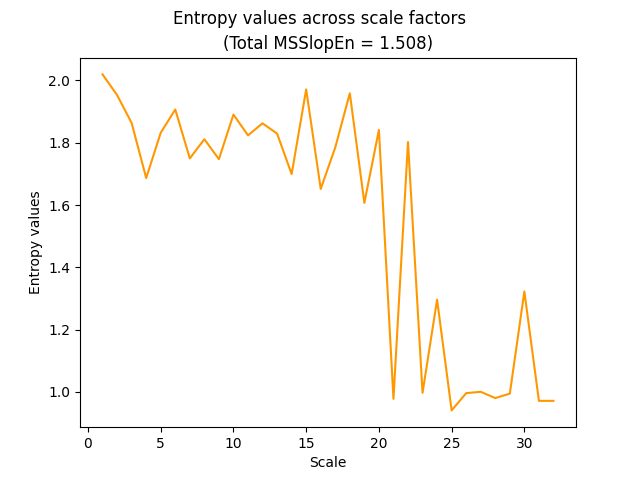 Entropy values across scale factors
(Total MSSlopEn = 1.508)
2.0
1.8
1.6
1.4
1.2
1.0
Entropy values
0 5 10 15 20 25 30
Scale